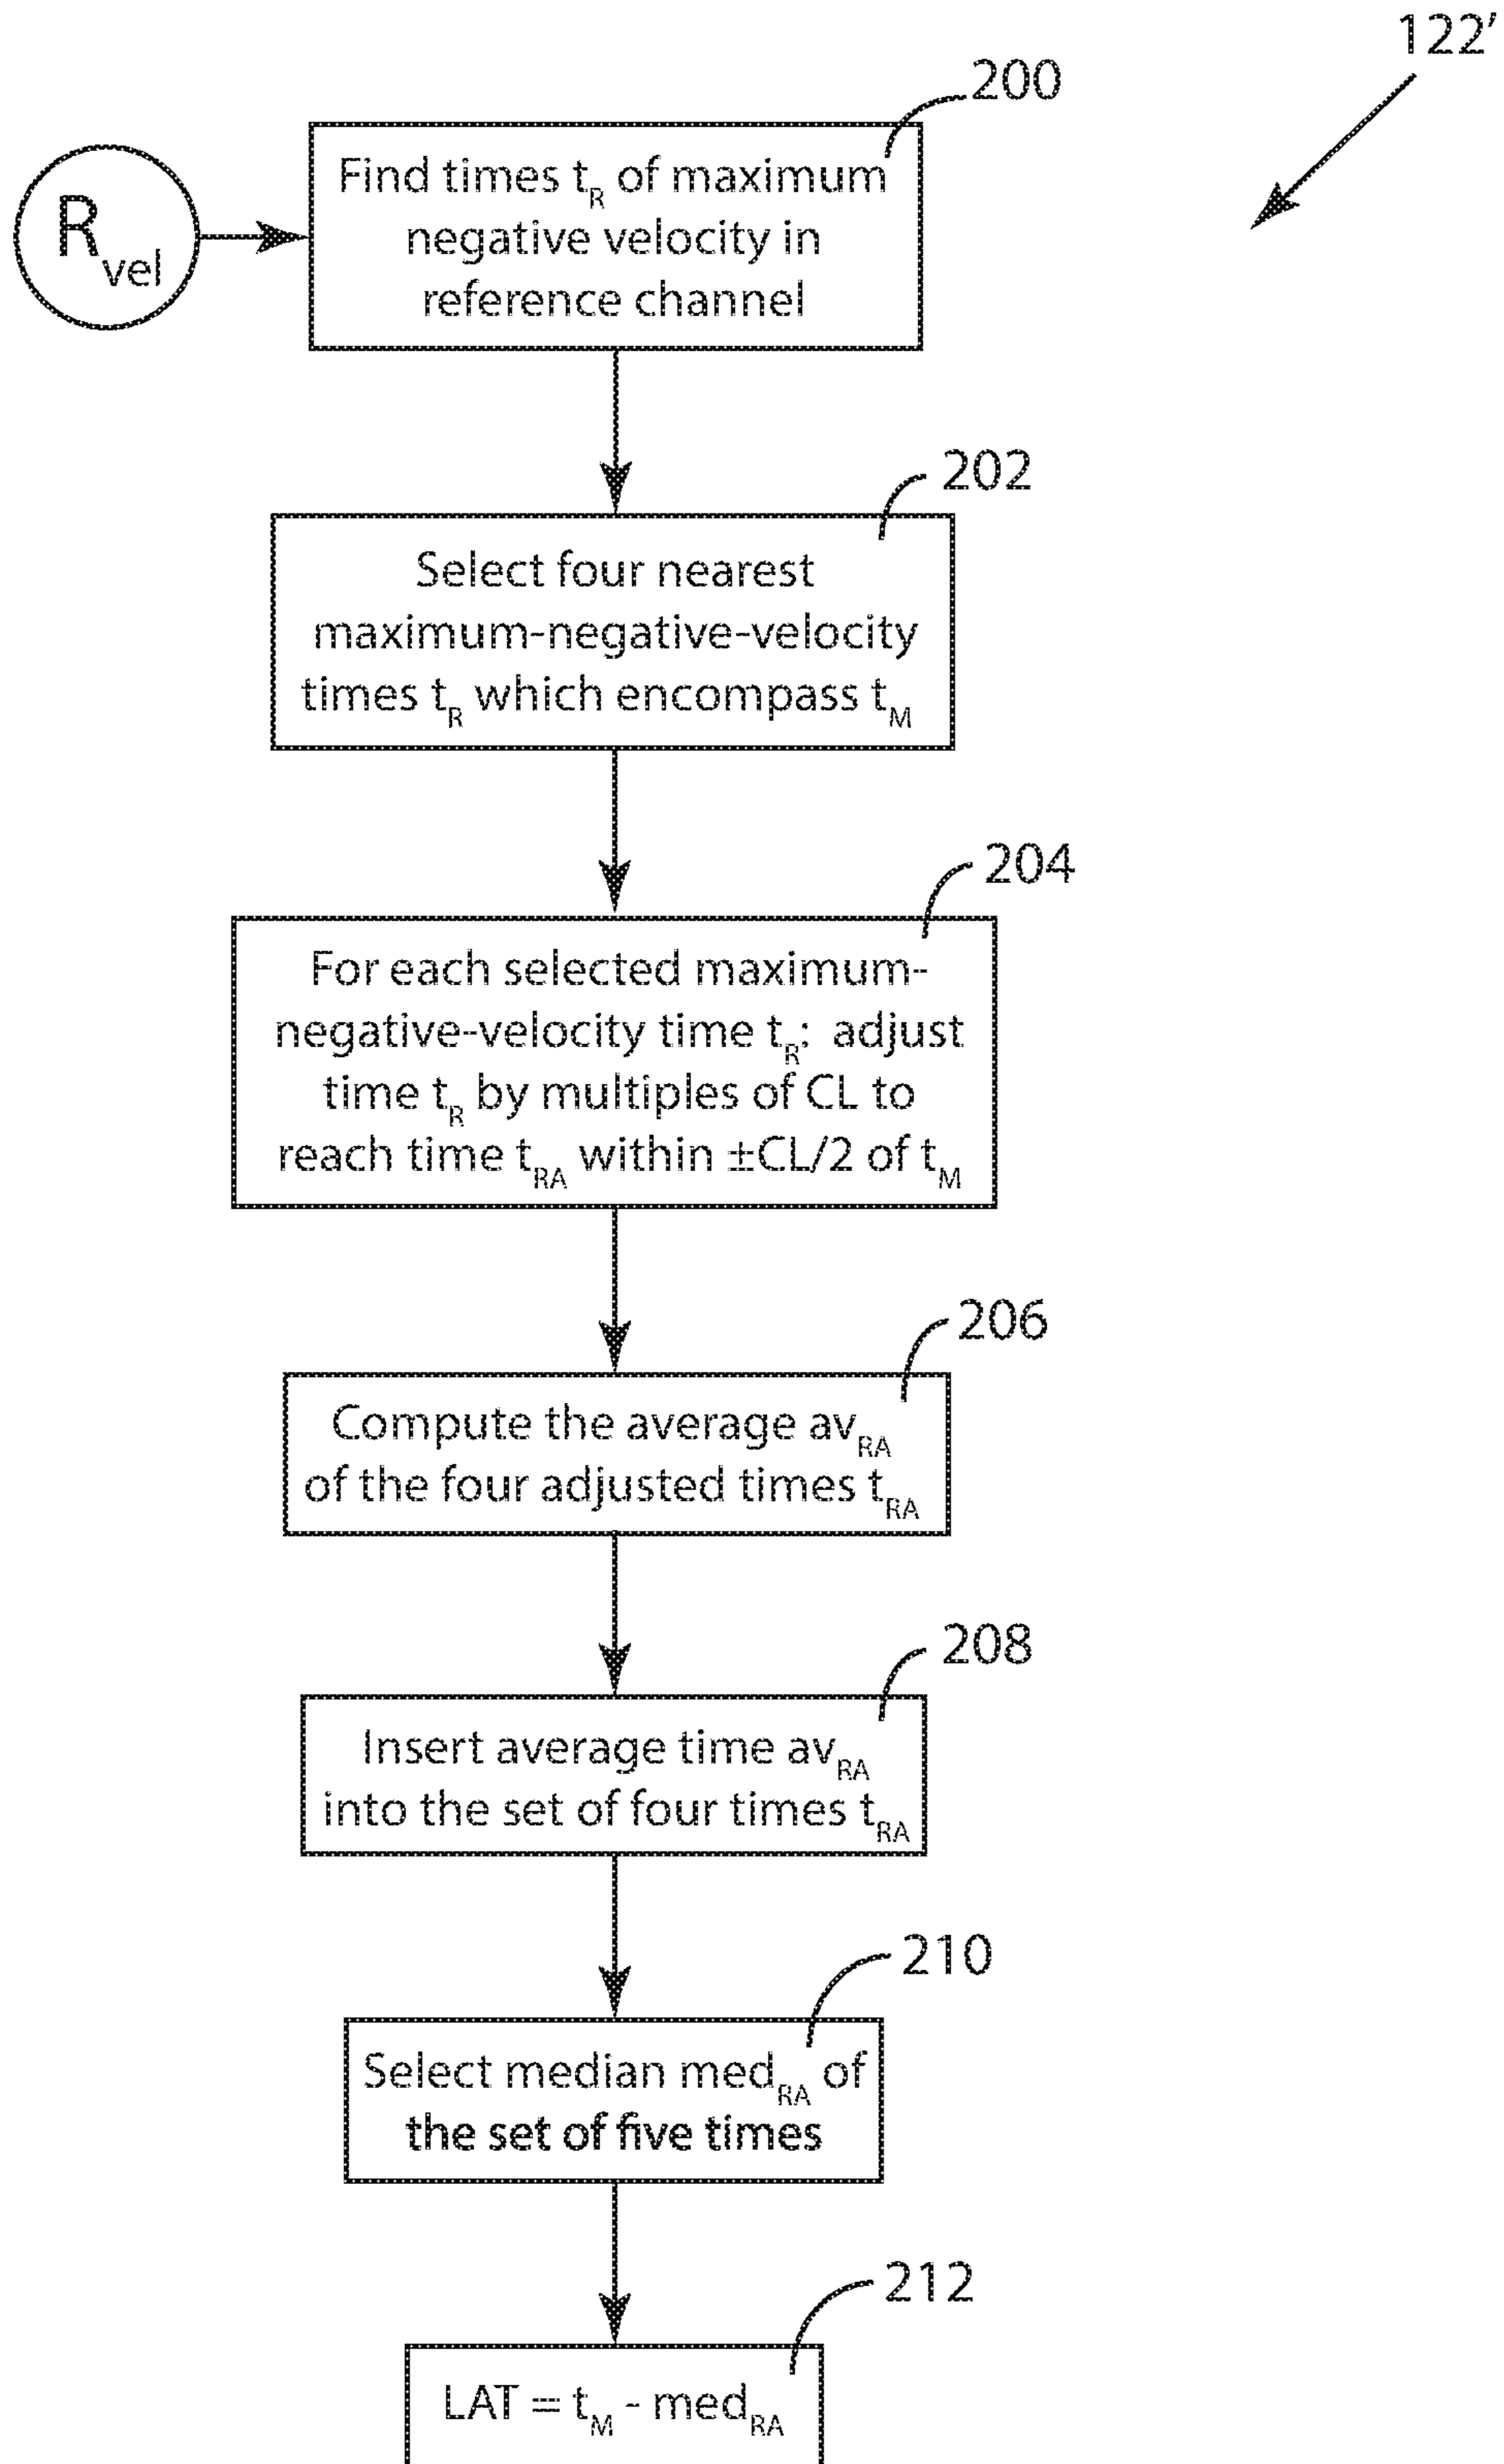 122'
200
R_vel
Find times t_R of maximum
negative velocity in
reference channel
202
Select four nearest
maximum-negative-velocity
times t_R which encompass t_M
204
For each selected maximum-
negative-velocity time t_R: adjust
time t_R by multiples of CL to
reach time t_RA within ±CL/2 of t_M
206
Compute the average av_RA
of the four adjusted times t_RA
208
Insert average time av_RA
into the set of four times t_RA
210
Select median med_RA of
the set of five times
212
LAT = t_M - med_RA